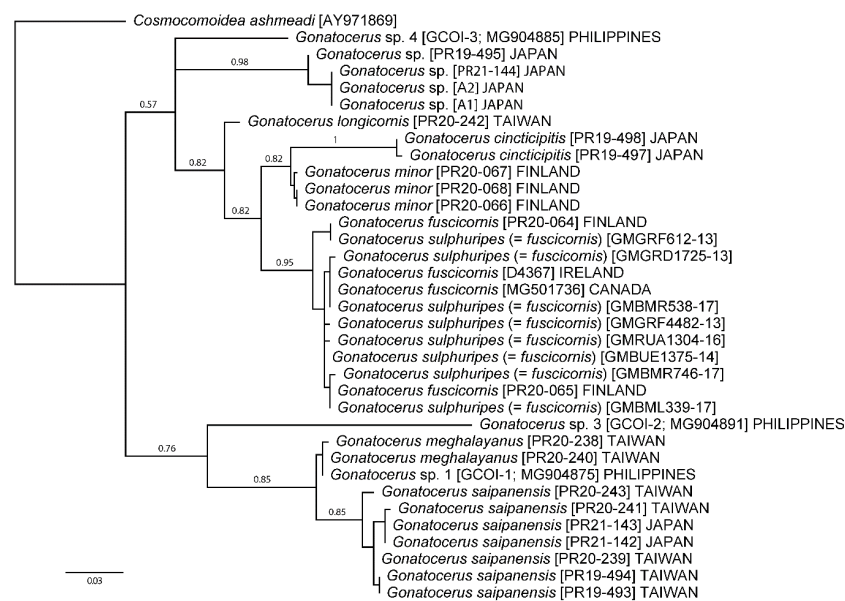 Cosmocomoidea ashmeadi [AY971869]
Gonatocerus sp. 4 [GCOI-3; MG904885] PHILIPPINES
Gonatocerus sp. [PR19-495] JAPAN
0.98
Gonatocerus sp. [PR21-144] JAPAN
Gonatocerus sp. [A2] JAPAN
Gonatocerus sp. [A1] JAPAN
0.57
Gonatocerus longicornis [PR20-242] TAIWAN
Gonatocerus cincticipitis [PR19-498] JAPAN
1
Gonatocerus cincticipitis [PR19-497] JAPAN
0.82
0.82
Gonatocerus minor [PR20-067] FINLAND
Gonatocerus minor [PR20-068] FINLAND
Gonatocerus minor [PR20-066] FINLAND
0.82
Gonatocerus fuscicornis [PR20-064] FINLAND
Gonatocerus sulphuripes (= fuscicornis) [GMGRF612-13]
Gonatocerus sulphuripes (= fuscicornis) [GMGRD1725-13]
0.95
Gonatocerus fuscicornis [D4367] IRELAND
Gonatocerus fuscicornis [MG501736] CANADA
Gonatocerus sulphuripes (= fuscicornis) [GMBMR538-17]
Gonatocerus sulphuripes (= fuscicornis) [GMGRF4482-13]
Gonatocerus sulphuripes (= fuscicornis) [GMRUA1304-16]
Gonatocerus sulphuripes (= fuscicornis) [GMBUE1375-14]
Gonatocerus sulphuripes (= fuscicornis) [GMBMR746-17]
Gonatocerus fuscicornis [PR20-065] FINLAND
Gonatocerus sulphuripes (= fuscicornis) [GMBML339-17]
Gonatocerus sp. 3 [GCOI-2; MG904891] PHILIPPINES
0.76
Gonatocerus meghalayanus [PR20-238] TAIWAN
Gonatocerus meghalayanus [PR20-240] TAIWAN
Gonatocerus sp. 1 [GCOI-1; MG904875] PHILIPPINES
0.85
Gonatocerus saipanensis [PR20-243] TAIWAN
Gonatocerus saipanensis [PR20-241] TAIWAN
0.85
Gonatocerus saipanensis [PR21-143] JAPAN
Gonatocerus saipanensis [PR21-142] JAPAN
Gonatocerus saipanensis [PR20-239] TAIWAN
Gonatocerus saipanensis [PR19-494] TAIWAN
Gonatocerus saipanensis [PR19-493] TAIWAN
0.03